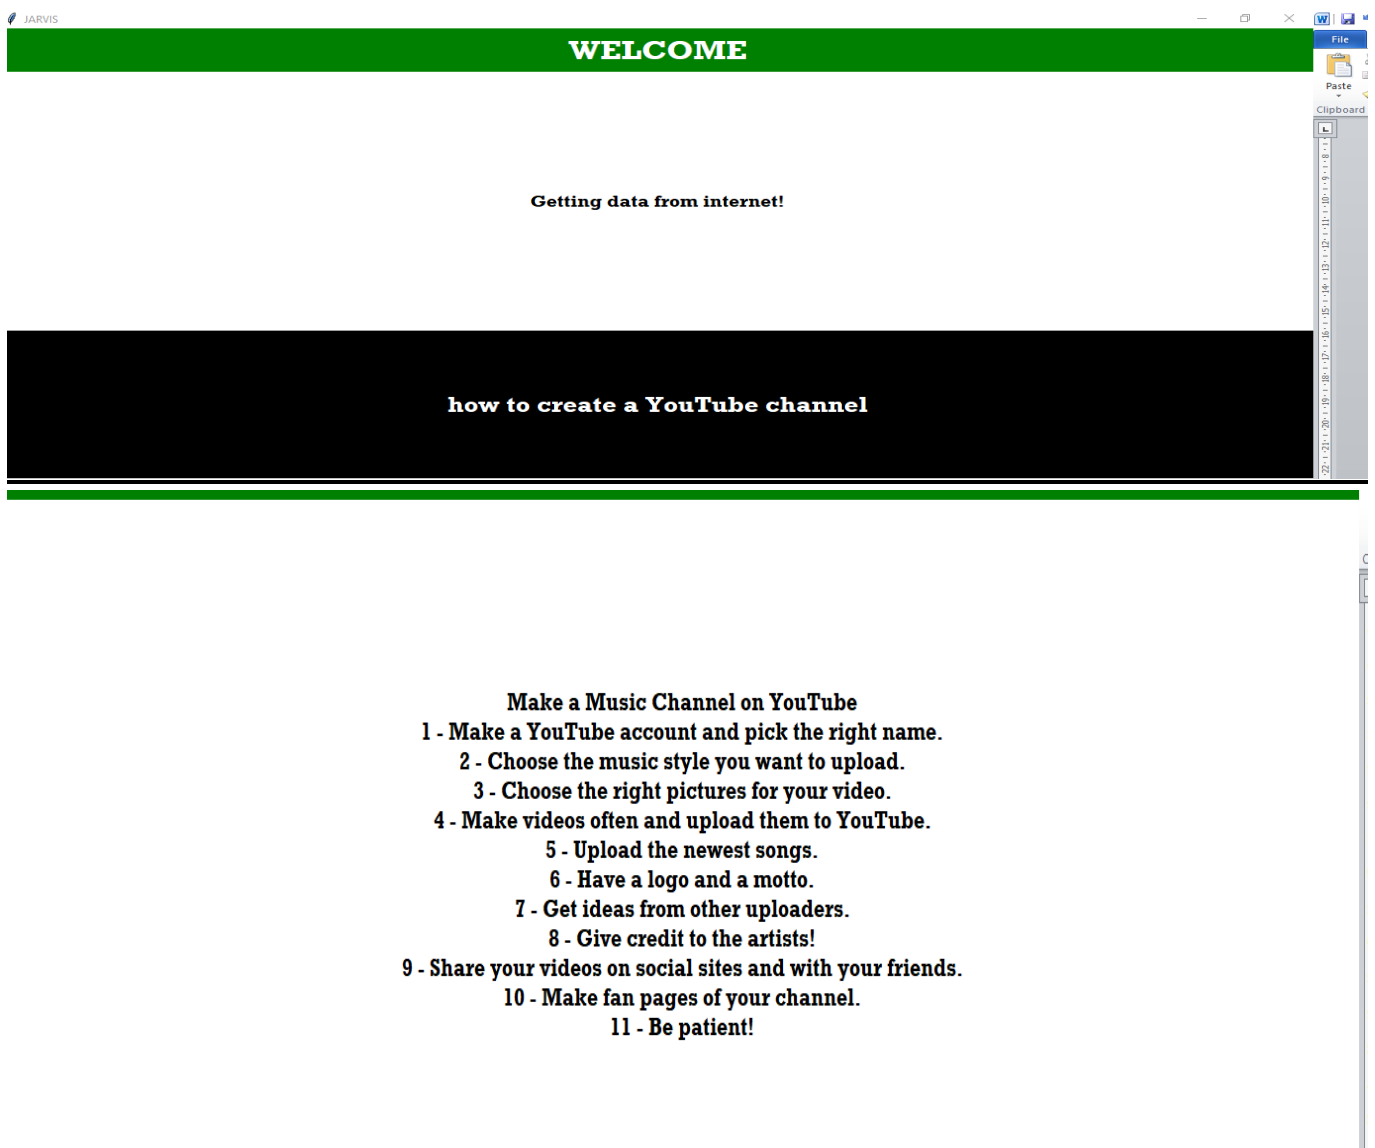 JARVIS
WELCOME
File
Paste
Clipboard
Getting data from internet!
how to create a YouTube channel
Make a Music Channel on YouTube
1 - Make a YouTube account and pick the right name.
2 - Choose the music style you want to upload.
3 - Choose the right pictures for your video.
4 - Make videos often and upload them to YouTube.
5 - Upload the newest songs.
6 - Have a logo and a motto.
7 - Get ideas from other uploaders.
8 - Give credit to the artists!
9 - Share your videos on social sites and with your friends.
10 - Make fan pages of your channel.
11 - Be patient!